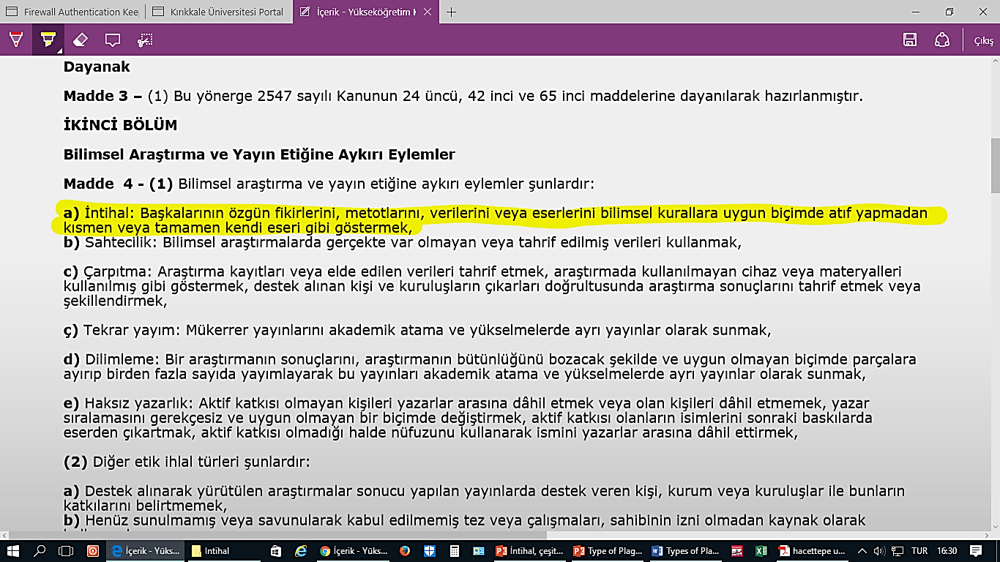 Firewall Authentication Kee
Kırıkkale Üniversitesi Portal
İçerik - Yükseköğretim K
Çıkış
Dayanak
Madde 3 – (1) Bu yönerge 2547 sayılı Kanunun 24 üncü, 42 inci ve 65 inci maddelerine dayanılarak hazırlanmıştır.
İKİNCİ BÖLÜM
Bilimsel Araştırma ve Yayın Etiğine Aykırı Eylemler
Madde 4 - (1) Bilimsel araştırma ve yayın etiğine aykırı eylemler şunlardır:
a) İntihal: Başkalarının özgün fikirlerini, metotlarını, verilerini veya eserlerini bilimsel kurallara uygun biçimde atıf yapmadan
kısmen veya tamamen kendi eseri gibi göstermek,
b) Sahtecilik: Bilimsel araştırmalarda gerçekte var olmayan veya tahrif edilmiş verileri kullanmak,
c) Çarpıtma: Araştırma kayıtları veya elde edilen verileri tahrif etmek, araştırmada kullanılmayan cihaz veya materyalleri
kullanılmış gibi göstermek, destek alınan kişi ve kuruluşların çıkarları doğrultusunda araştırma sonuçlarını tahrif etmek veya
şekillendirmek,
ç) Tekrar yayım: Mükerrer yayınlarını akademik atama ve yükselmelerde ayrı yayınlar olarak sunmak,
d) Dilimleme: Bir araştırmanın sonuçlarını, araştırmanın bütünlüğünü bozacak şekilde ve uygun olmayan biçimde parçalara
ayırıp birden fazla sayıda yayımlayarak bu yayınları akademik atama ve yükselmelerde ayrı yayınlar olarak sunmak,
e) Haksız yazarlık: Aktif katkısı olmayan kişileri yazarlar arasına dâhil etmek veya olan kişileri dâhil etmemek, yazar
sıralamasını gerekçesiz ve uygun olmayan bir biçimde değiştirmek, aktif katkısı olanların isimlerini sonraki baskılarda
eserden çıkartmak, aktif katkısı olmadığı halde nüfuzunu kullanarak ismini yazarlar arasına dâhil ettirmek,
(2) Diğer etik ihlal türleri şunlardır:
a) Destek alınarak yürütülen araştırmalar sonucu yapılan yayınlarda destek veren kişi, kurum veya kuruluşlar ile bunların
katkılarını belirtmemek,
b) Henüz sunulmamış veya savunularak kabul edilmemiş tez veya çalışmaları, sahibinin izni olmadan kaynak olarak
İçerik - Yüks...
Intihal
İçerik - Yüks...
İntihal, çeşit...
Type of Plag...
Types of Pla...
hacettepe u...
TUR
16:30